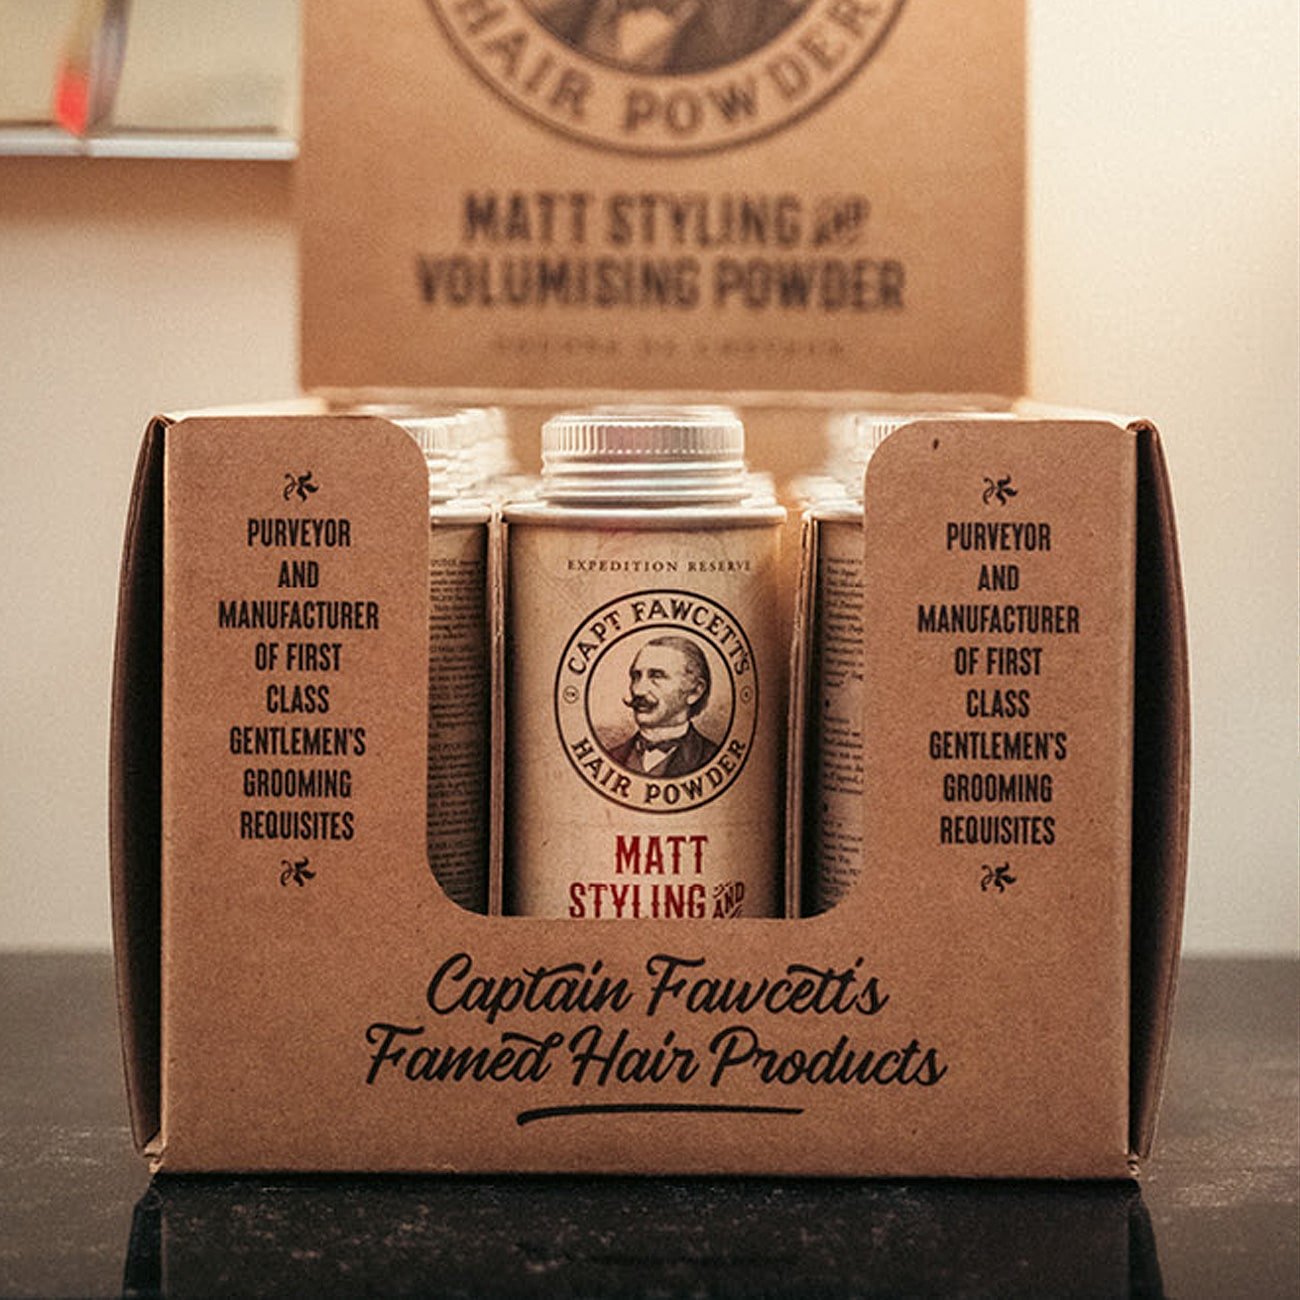 HAIR POWDER
MATT STYLING AND
VOLUMISING POWDER
PURVEYOR
AND
MANUFACTURER
OF FIRST
CLASS
GENTLEMEN'S
GROOMING
REQUISITES
EXPEDITION RESERVE
CAPT FAWCETT'S
HAIR POWDER
MATT
STYLING AND
PURVEYOR
AND
MANUFACTURER
OF FIRST
CLASS
GENTLEMEN'S
GROOMING
REQUISITES
Captain Fawcett's
Famed Hair Products